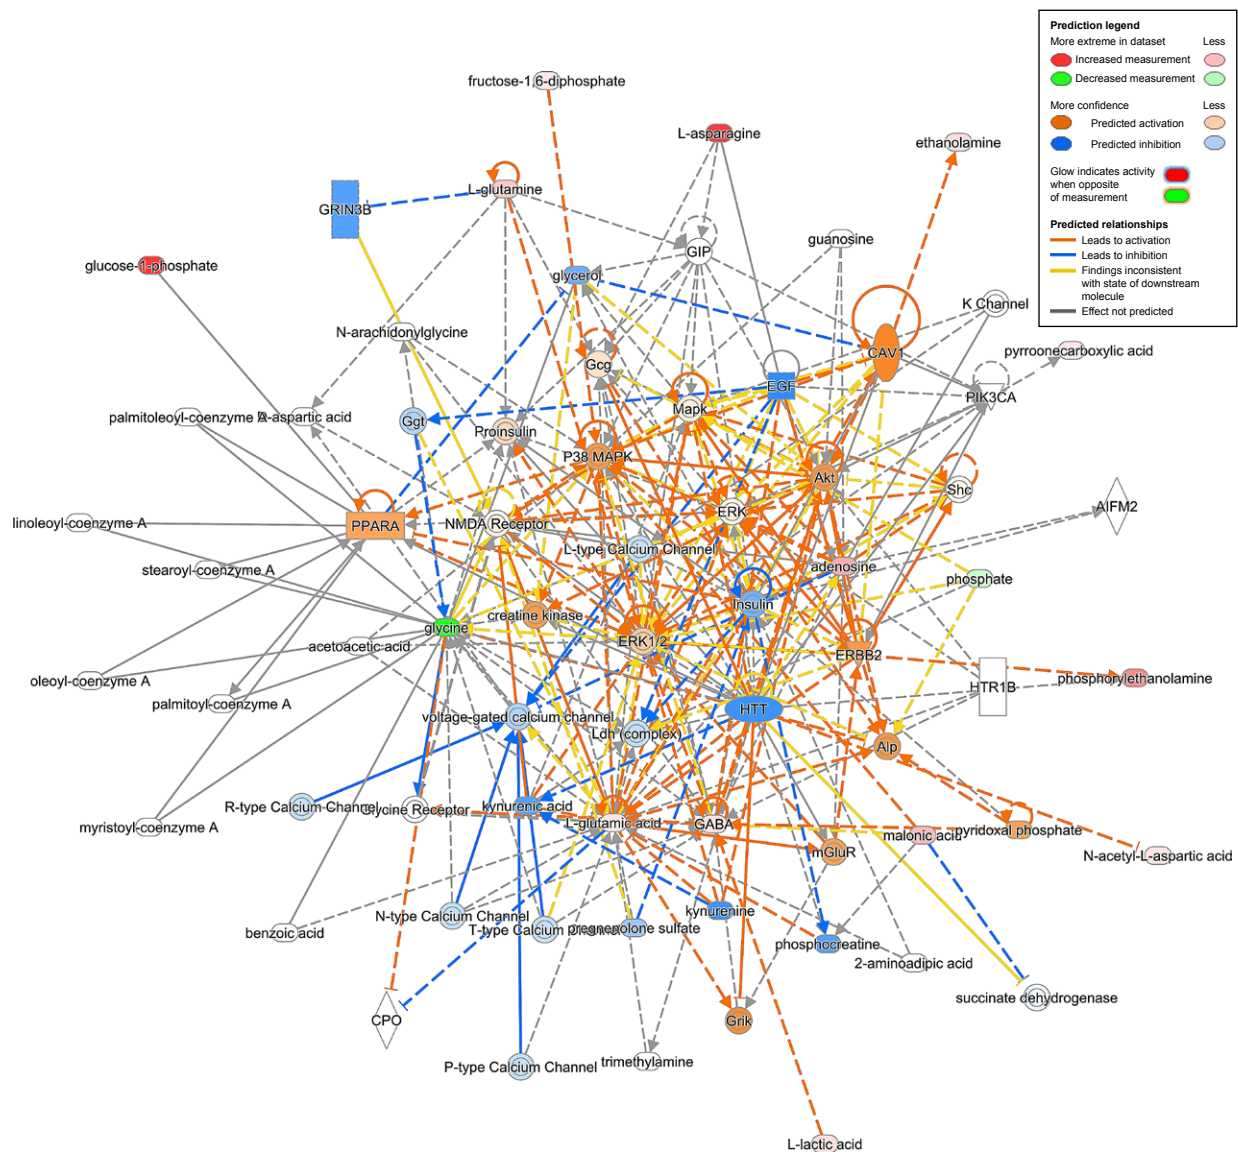 Prediction legend
More extreme in dataset Less
Increased measurement
Decreased measurement
More confidence Less
Predicted activation
Predicted inhibition
Glow indicates activity
when opposite
of measurement
Predicted relationships
Leads to activation
Leads to inhibition
Findings inconsistent
with state of downstream
molecule
Effect not predicted
fructose-1,6-diphosphate
L-asparagine
ethanolamine
L-glutamine
GRIN3B
guanosine
GIP
glucose-1-phosphate
glycerol
K Channel
N-arachidonylglycine
CAV1
pyrroonecarboxylic acid
Gcg
EGF
PIK3CA
Mapk
palmitoleoyl-coenzyme A
D-aspartic acid
Ggt
Proinsulin
P38 MAPK
Akt
Shc
AIFM2
linoleoyl-coenzyme A
PPARA
NMDA Receptor
ERK
L-type Calcium Channel
stearoyl-coenzyme A
adenosine
phosphate
creatine kinase
Insulin
glycine
acetoacetic acid
ERK1/2
ERBB2
oleoyl-coenzyme A
palmitoyl-coenzyme A
HTR1B
phosphorylethanolamine
voltage-gated calcium channel
HTT
Ldh (complex)
Alp
R-type Calcium Channel
Glycine Receptor
kynurenic acid
myristoyl-coenzyme A
L-glutamic acid
GABA
malonic acid
pyridoxal phosphate
mGluR
N-acetyl-L-aspartic acid
N-type Calcium Channel
kynurenine
benzoic acid
T-type Calcium Channel
pregnenolone sulfate
phosphocreatine
2-aminoadipic acid
succinate dehydrogenase
CPO
Grik
P-type Calcium Channel
trimethylamine
L-lactic acid